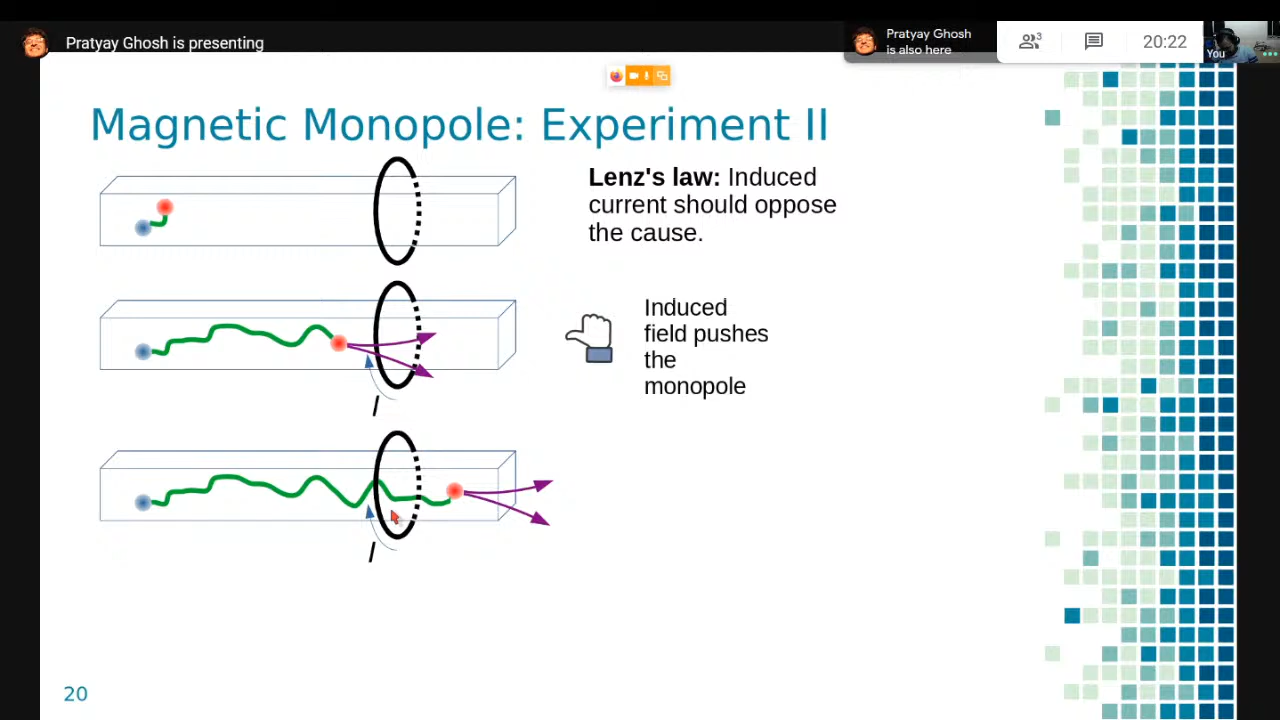 Pratyay Ghosh is presenting
Pratyay Ghosh
is also here
3
20:22
You
Magnetic Monopole: Experiment II
Lenz's law: Induced
current should oppose
the cause.
Induced
field pushes
the
monopole
I
I
20